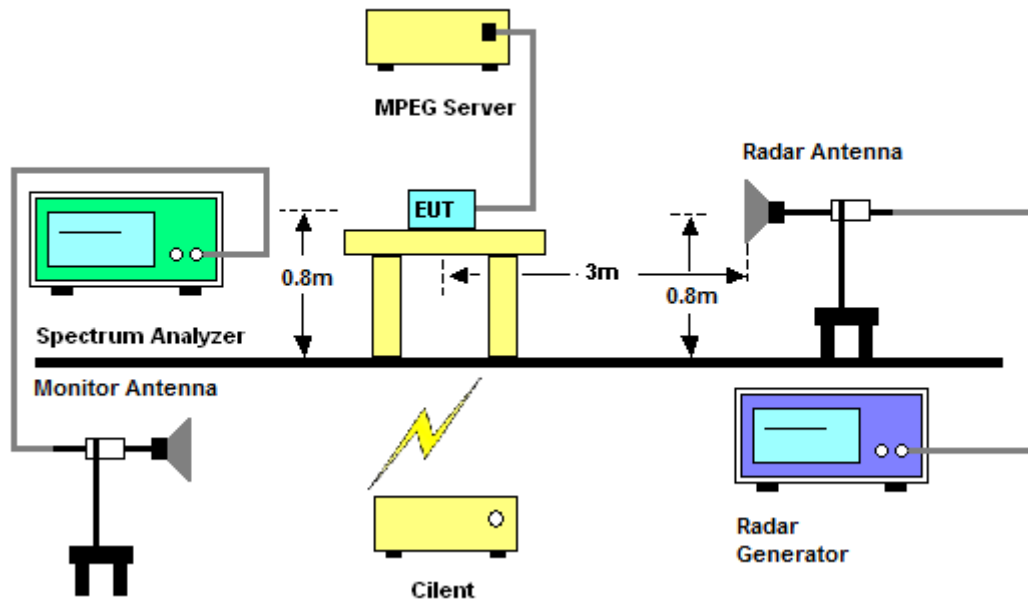 MPEG Server
Radar Antenna
EUT
0.8m
3m
0.8m
Spectrum Analyzer
Monitor Antenna
Radar
Generator
Cilent